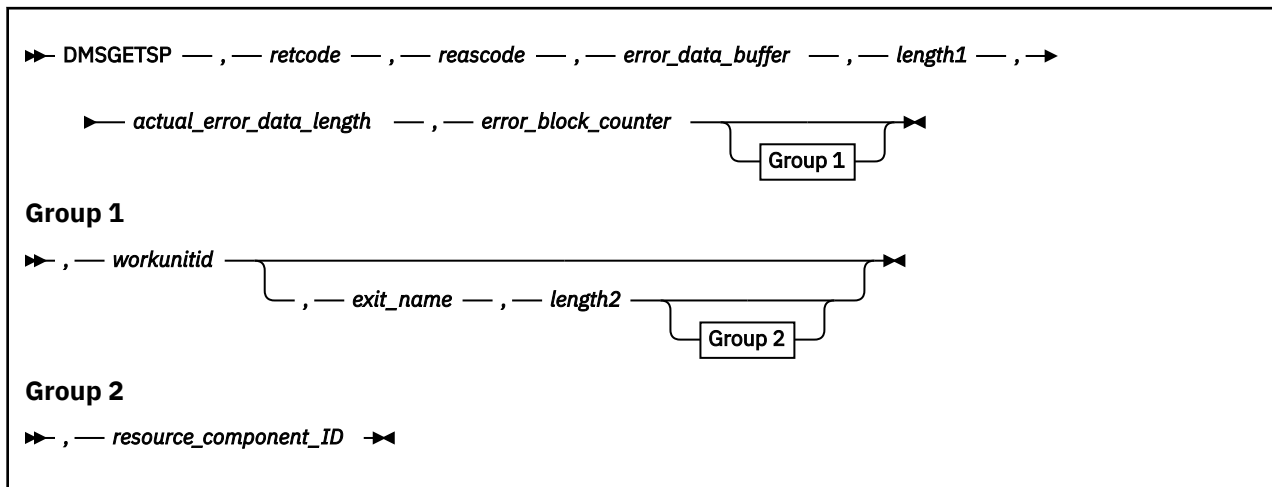 DMSGETSP , retcode , reascode , error_data_buffer , length1 ,
actual_error_data_length , error_block_counter
Group 1
Group 1
, workunitid
, exit_name , length2
Group 2
Group 2
, resource_component_ID